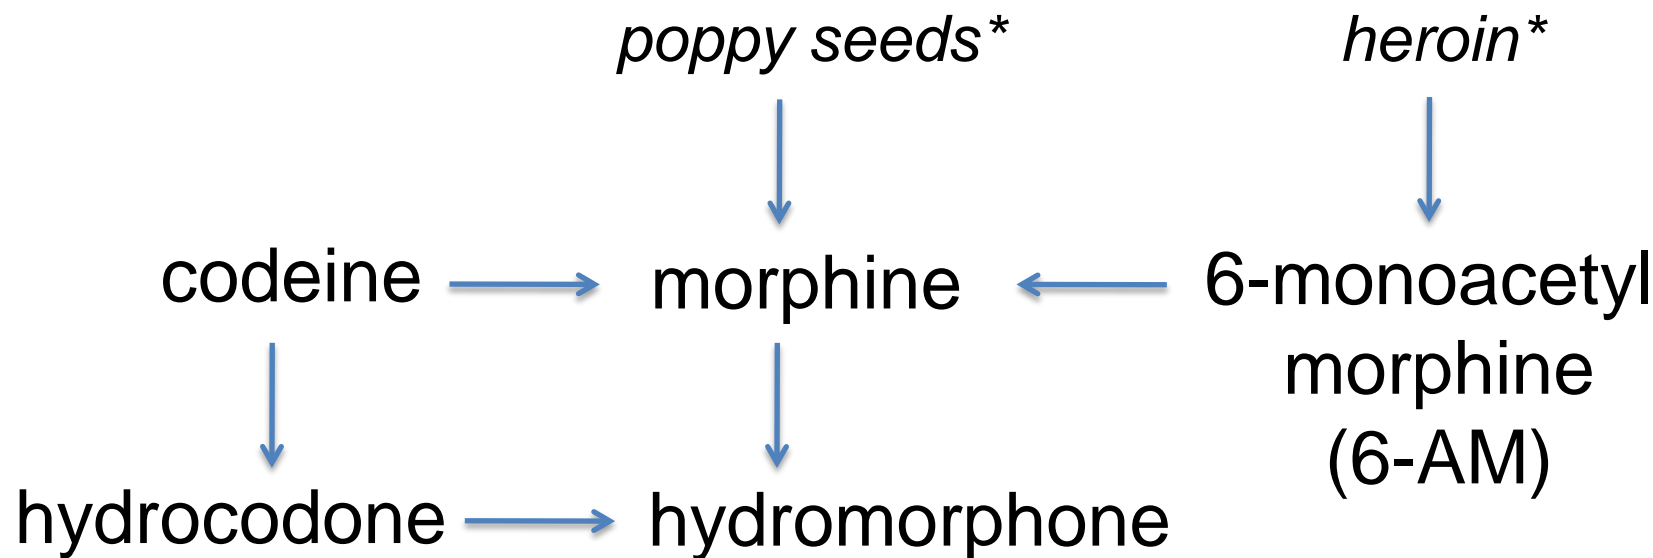 poppy seeds*
heroin*
codeine
morphine
6-monoacetyl
morphine
(6-AM)
hydrocodone
hydromorphone